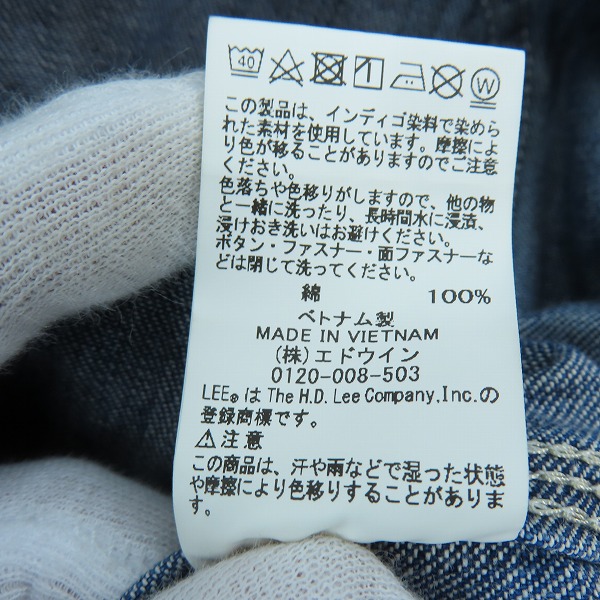 40
W
この製品は、インディゴ染料で染めら
れた素材を使用しています。摩擦によ
り色が移ることがありますのでご注意
ください。
色落ちや色移りがしますので、他の物
と一緒に洗ったり、長時間水に浸漬、
浸けおき洗いはお避けください。
ボタン・ファスナー・面ファスナーな
どは閉じて洗ってください。
綿 100%
ベトナム製
MADE IN VIETNAM
(株)エドウイン
0120-008-503
LEE®は The H.D. Lee Company,Inc.の
登録商標です。
⚠注意
この商品は、汗や雨などで湿った状態
や摩擦により色移りすることがありま
す。